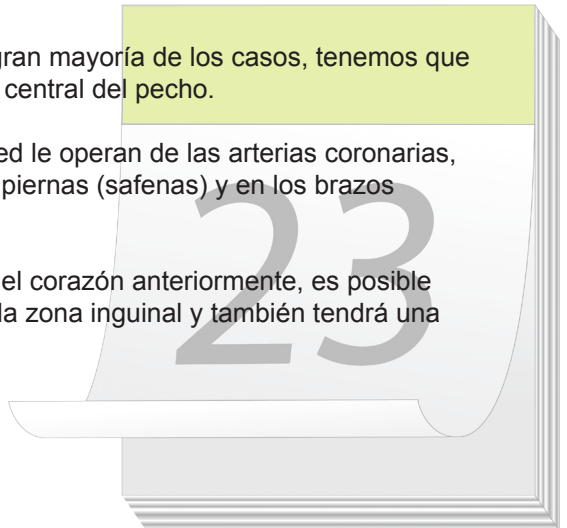 gran mayoría de los casos, tenemos que
central del pecho.
ed le operan de las arterias coronarias,
piernas (safenas) y en los brazos
el corazón anteriormente, es posible
la zona inguinal y también tendrá una
23